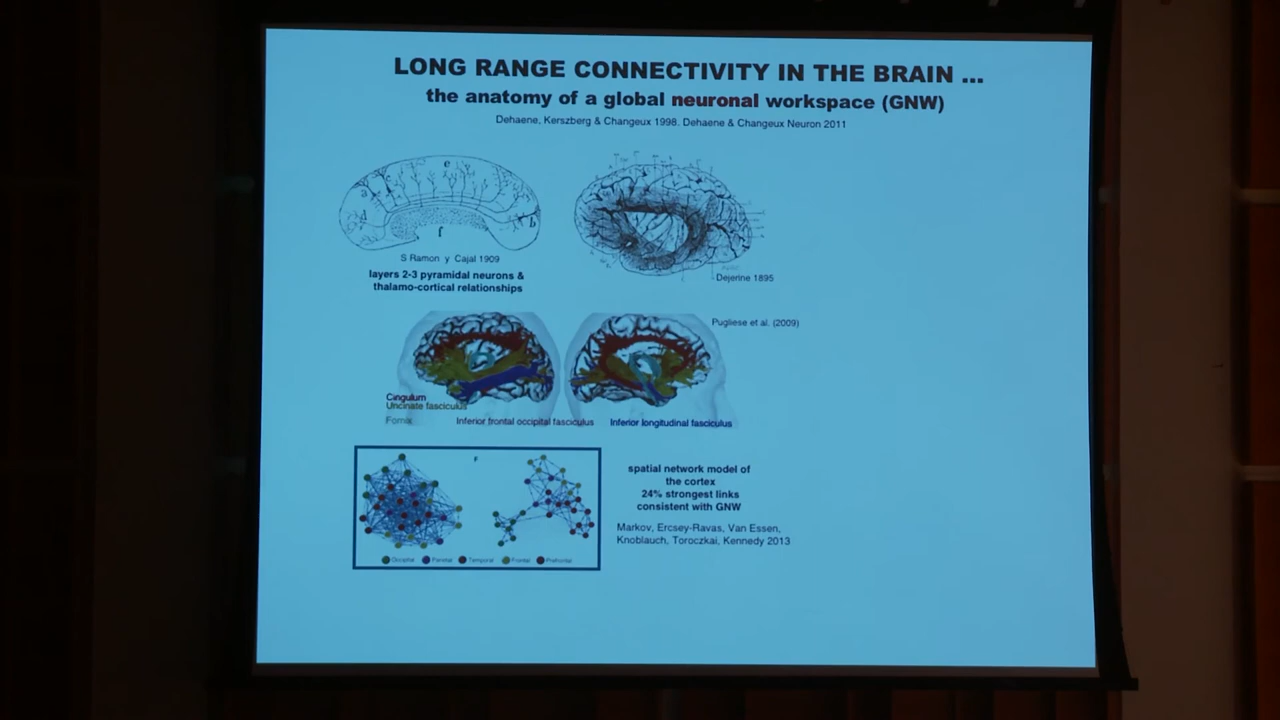 LONG RANGE CONNECTIVITY IN THE BRAIN ...
the anatomy of a global neuronal workspace (GNW)
Dehaene, Kerszberg & Changeux 1998. Dehaene & Changeux Neuron 2011
e
a
c
d
b
f
S Ramon y Cajal 1909
layers 2-3 pyramidal neurons &
thalamo-cortical relationships
Dejerine 1895
Pugliese et al. (2009)
Cingulum
Uncinate fasciculus
Fornix
Inferior frontal occipital fasciculus
Inferior longitudinal fasciculus
F
Occipital Parietal Temporal Frontal Prefrontal
spatial network model of
the cortex
24% strongest links
consistent with GNW
Markov, Ercsey-Ravas, Van Essen,
Knoblauch, Toroczkai, Kennedy 2013